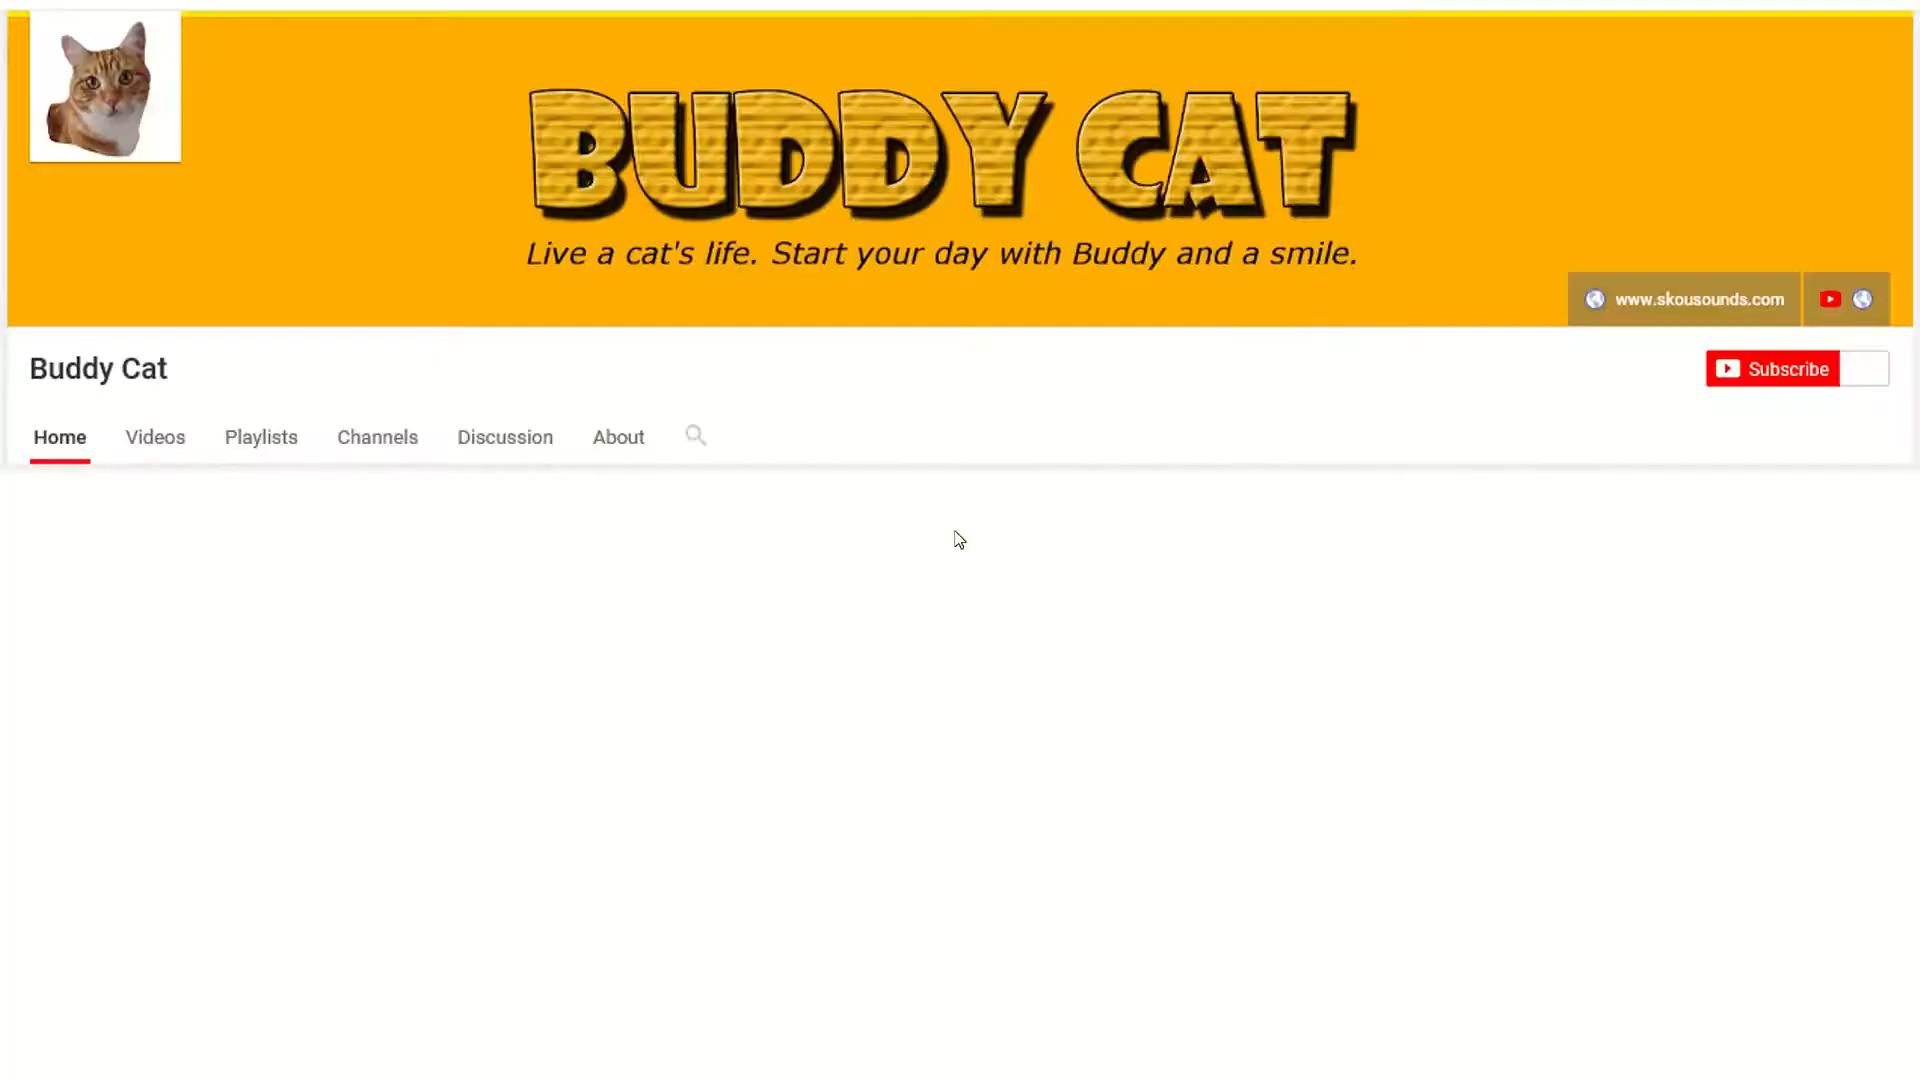 BUDDY CAT
Live a cat's life. Start your day with Buddy and a smile.
www.skousounds.com
Buddy Cat
Subscribe
Home Videos Playlists Channels Discussion About